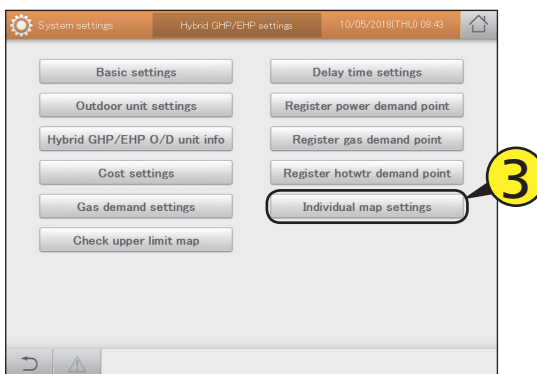 System settings
Hybrid GHP/EHP settings
10/05/2018(THU) 08:43
Basic settings
Delay time settings
Outdoor unit settings
Register power demand point
Hybrid GHP/EHP O/D unit info
Register gas demand point
Cost settings
Register hotwtr demand point
3
Gas demand settings
Individual map settings
Check upper limit map